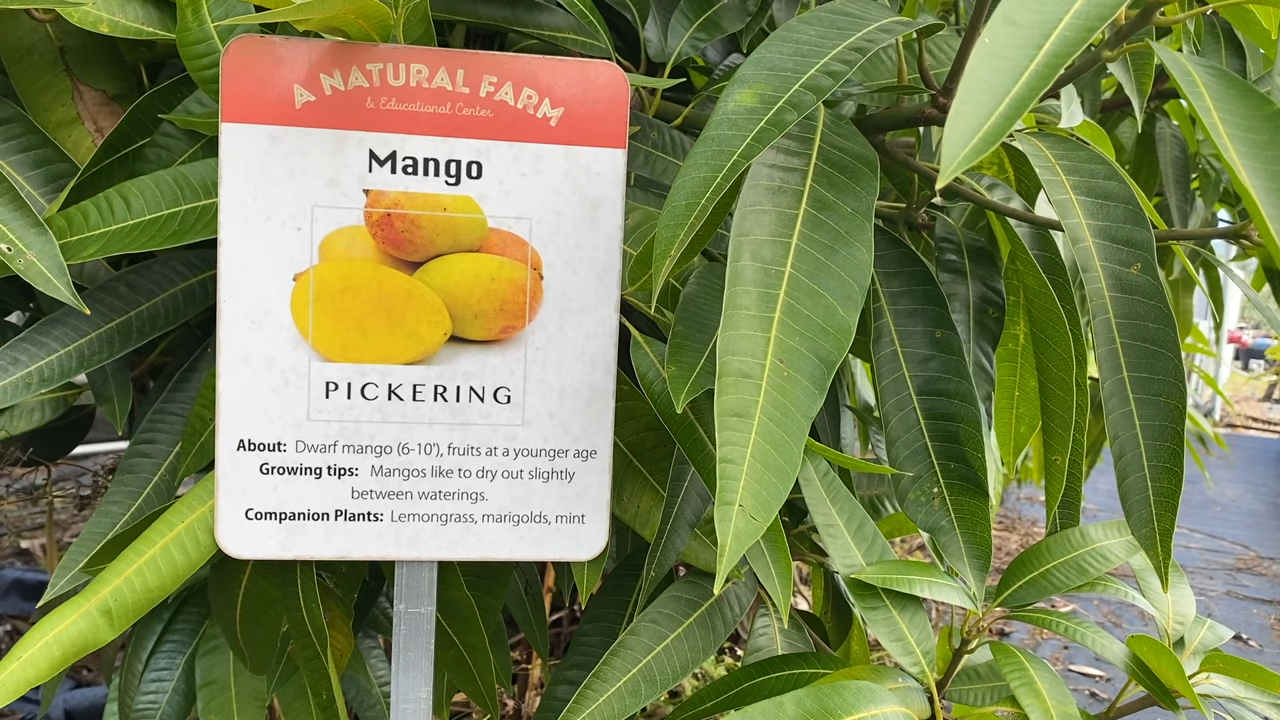 A NATURAL FARM
& Educational Center
Mango
PICKERING
About: Dwarf mango (6-10'), fruits at a younger age
Growing tips: Mangos like to dry out slightly
between waterings.
Companion Plants: Lemongrass, marigolds, mint